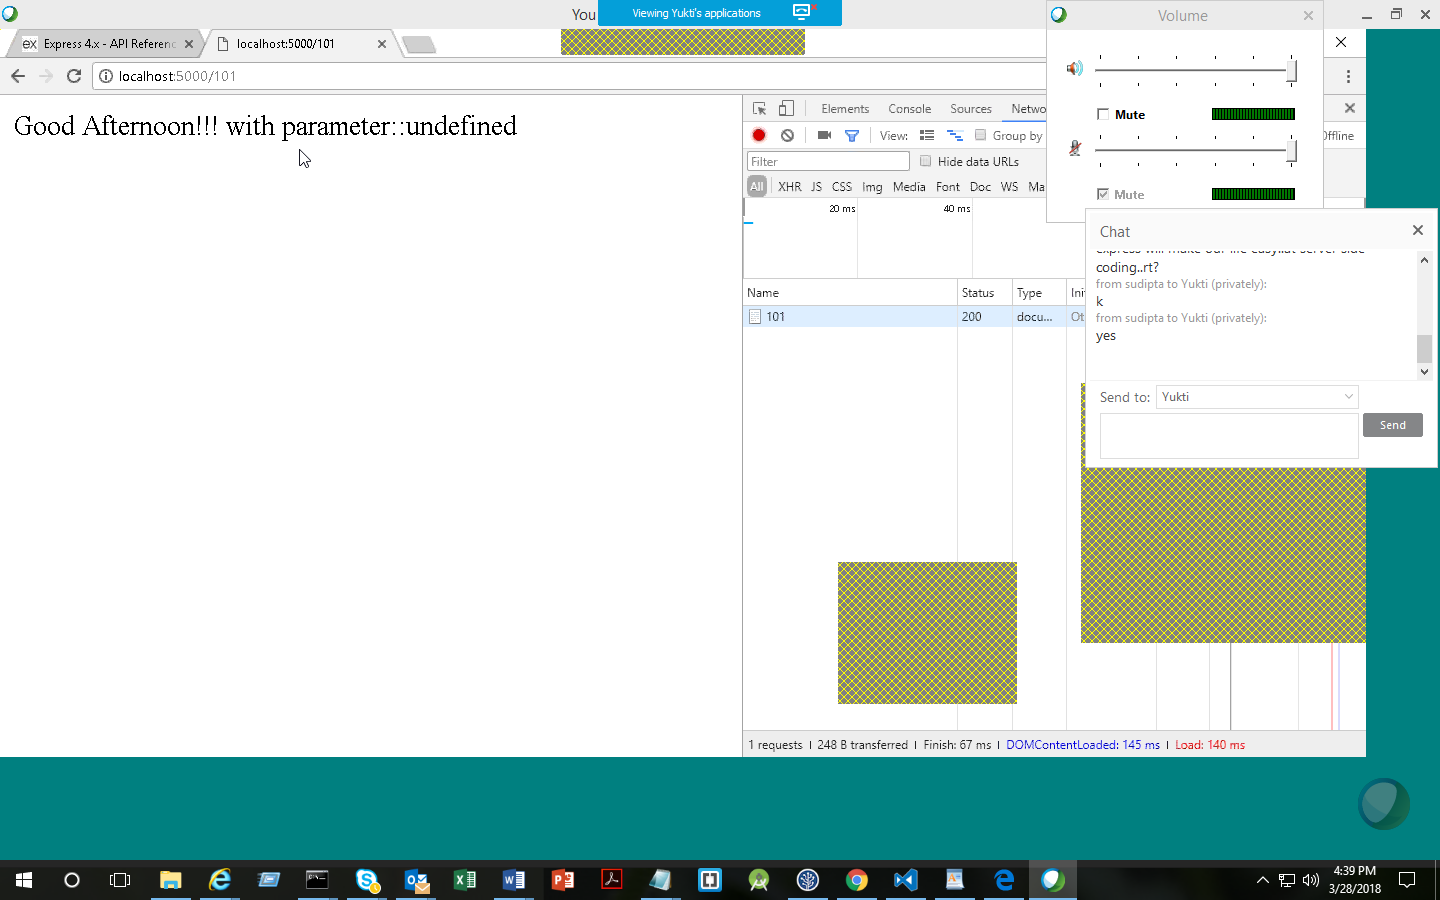 You
Viewing Yukti's applications
Volume
ex Express 4.x - API Referenc
localhost:5000/101
localhost:5000/101
Good Afternoon!!! with parameter::undefined
Elements Console Sources Netwo
View: Group by
Offline
Filter
Hide data URLs
All XHR JS CSS Img Media Font Doc WS Ma
20 ms 40 ms
Name Status Type Init
101 200 docu... Ot
1 requests | 248 B transferred | Finish: 67 ms | DOMContentLoaded: 145 ms | Load: 140 ms
Mute
Mute
Chat
coding..rt?
from sudipta to Yukti (privately):
k
from sudipta to Yukti (privately):
yes
Send to: Yukti
Send
4:39 PM
3/28/2018